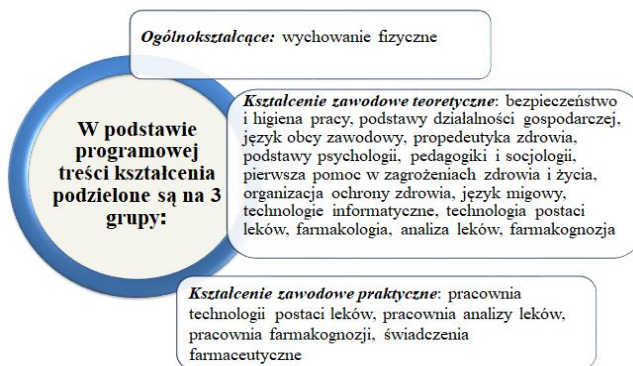 Ogólnokształcące: wychowanie fizyczne
W podstawie
programowej
treści kształcenia
podzielone są na 3
grupy:
Kształcenie zawodowe teoretyczne: bezpieczeństwo
i higiena pracy, podstawy działalności gospodarczej,
język obcy zawodowy, propedeutyka zdrowia,
podstawy psychologii, pedagogiki i socjologii,
pierwsza pomoc w zagrożeniach zdrowia i życia,
organizacja ochrony zdrowia, język migowy,
technologie informatyczne, technologia postaci
leków, farmakologia, analiza leków, farmakognozja
Kształcenie zawodowe praktyczne: pracownia
technologii postaci leków, pracownia analizy leków,
pracownia farmakognozji, świadczenia
farmaceutyczne